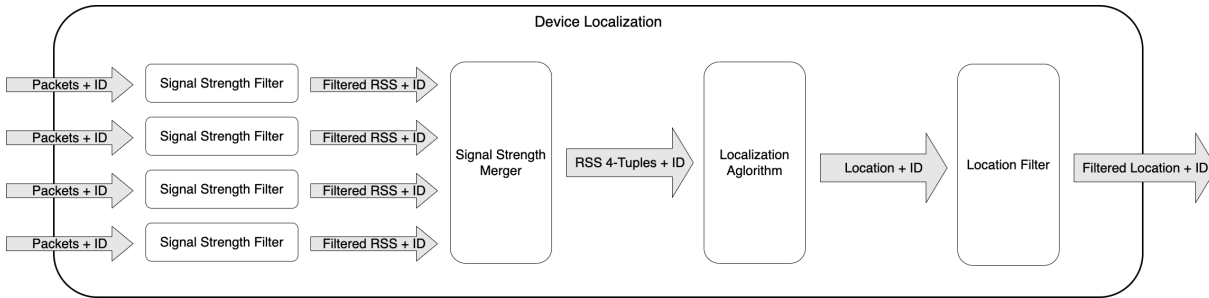 Device Localization
Packets + ID
Signal Strength Filter
Filtered RSS + ID
Packets + ID
Signal Strength Filter
Filtered RSS + ID
Packets + ID
Signal Strength Filter
Filtered RSS + ID
Packets + ID
Signal Strength Filter
Filtered RSS + ID
Signal Strength
Merger
RSS 4-Tuples + ID
Localization
Aglorithm
Location + ID
Location Filter
Filtered Location + ID